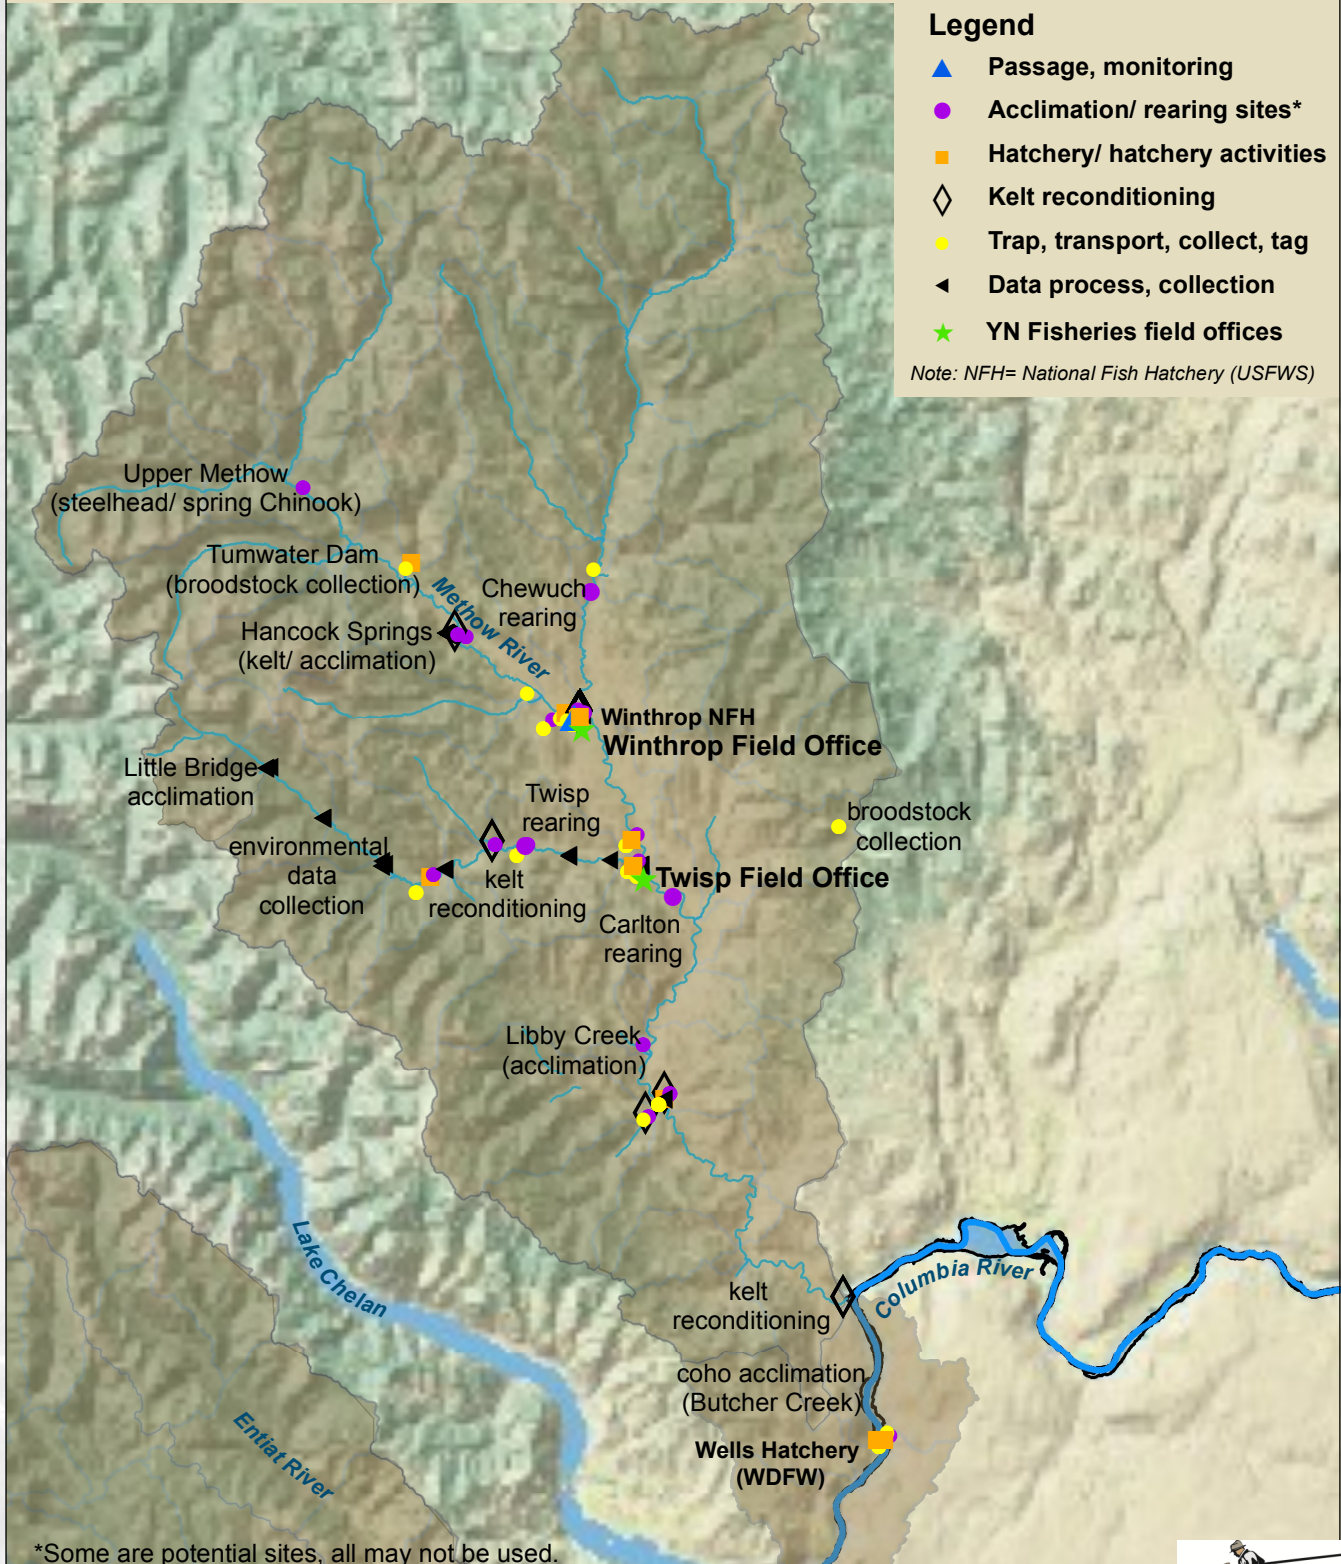 Legend
Passage, monitoring
Acclimation/ rearing sites*
Hatchery/ hatchery activities
Kelt reconditioning
Trap, transport, collect, tag
Data process, collection
YN Fisheries field offices
Note: NFH= National Fish Hatchery (USFWS)
Upper Methow
(steelhead/ spring Chinook)
Tumwater Dam
(broodstock collection)
Methow River
Chewuch
rearing
Hancock Springs
(kelt/ acclimation)
Winthrop NFH
Winthrop Field Office
Little Bridge
acclimation
Twisp
rearing
broodstock
collection
environmental
data
collection
kelt
reconditioning
Twisp Field Office
Carlton
rearing
Libby Creek
(acclimation)
Lake Chelan
Columbia River
kelt
reconditioning
coho acclimation
(Butcher Creek)
Wells Hatchery
(WDFW)
Entiat River
*Some are potential sites, all may not be used.